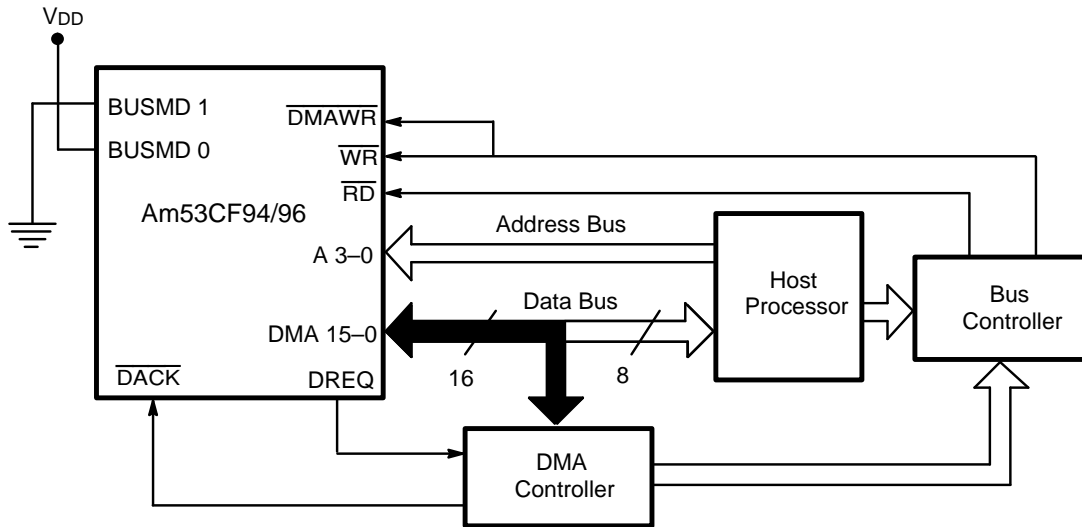 VDD
BUSMD 1
BUSMD 0
Am53CF94/96
DMAWR
WR
RD
A 3–0
DMA 15–0
DACK
DREQ
Address Bus
Data Bus
16
8
Host
Processor
Bus
Controller
DMA
Controller